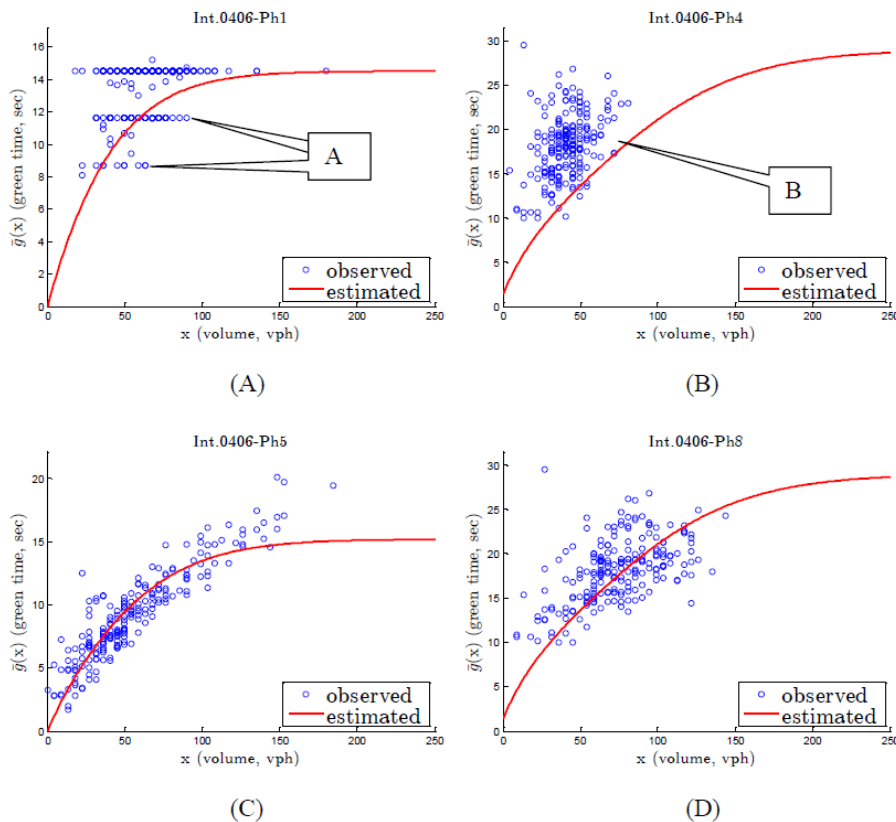 Int.0406-Ph1
16
14
12
10
8
6
4
2
0
ḡ(x) (green time, sec)
A
observed
estimated
0 50 100 150 200 250
x (volume, vph)
(A)
Int.0406-Ph4
30
25
20
15
10
5
0
ḡ(x) (green time, sec)
B
observed
estimated
0 50 100 150 200 250
x (volume, vph)
(B)
Int.0406-Ph5
20
15
10
5
0
ḡ(x) (green time, sec)
observed
estimated
0 50 100 150 200 250
x (volume, vph)
(C)
Int.0406-Ph8
30
25
20
15
10
5
0
ḡ(x) (green time, sec)
observed
estimated
0 50 100 150 200 250
x (volume, vph)
(D)